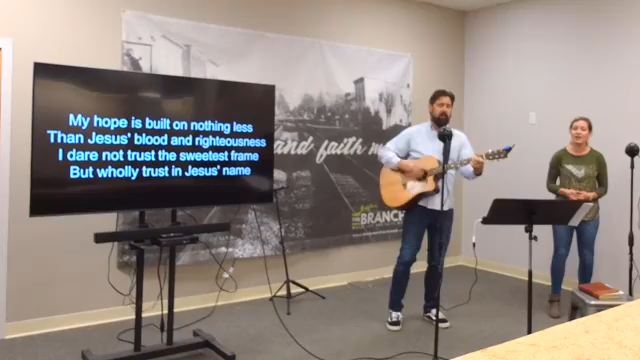 My hope is built on nothing less
Than Jesus' blood and righteousness
I dare not trust the sweetest frame
But wholly trust in Jesus' name
and faith
THE BRANCH